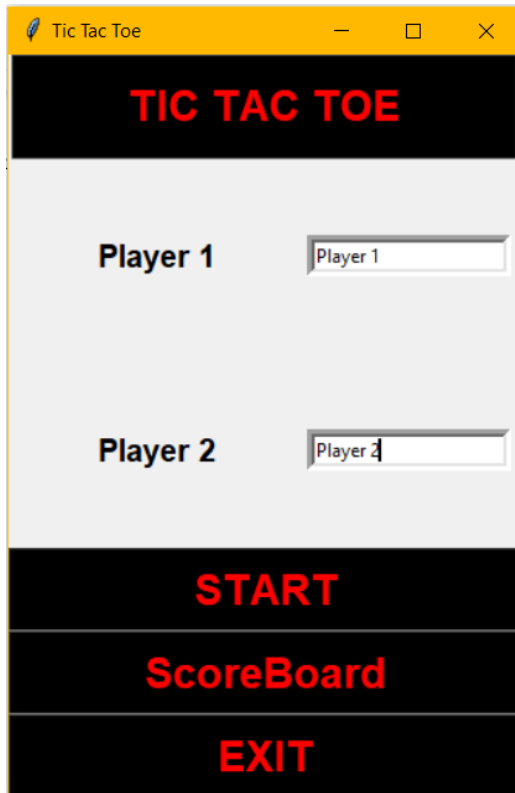 Tic Tac Toe
TIC TAC TOE
Player 1 Player 1
Player 2 Player 2
START
ScoreBoard
EXIT